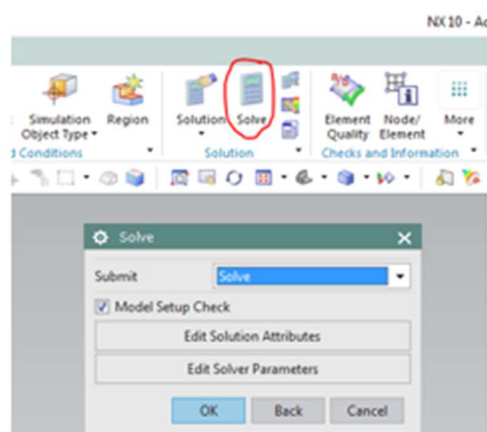 NX 10 - Ad
Simulation Object Type
Region
Solution
Solve
Element Quality
Node/ Element
More
d Conditions
Solution
Checks and Information
Solve
Submit
Solve
Model Setup Check
Edit Solution Attributes
Edit Solver Parameters
OK
Back
Cancel